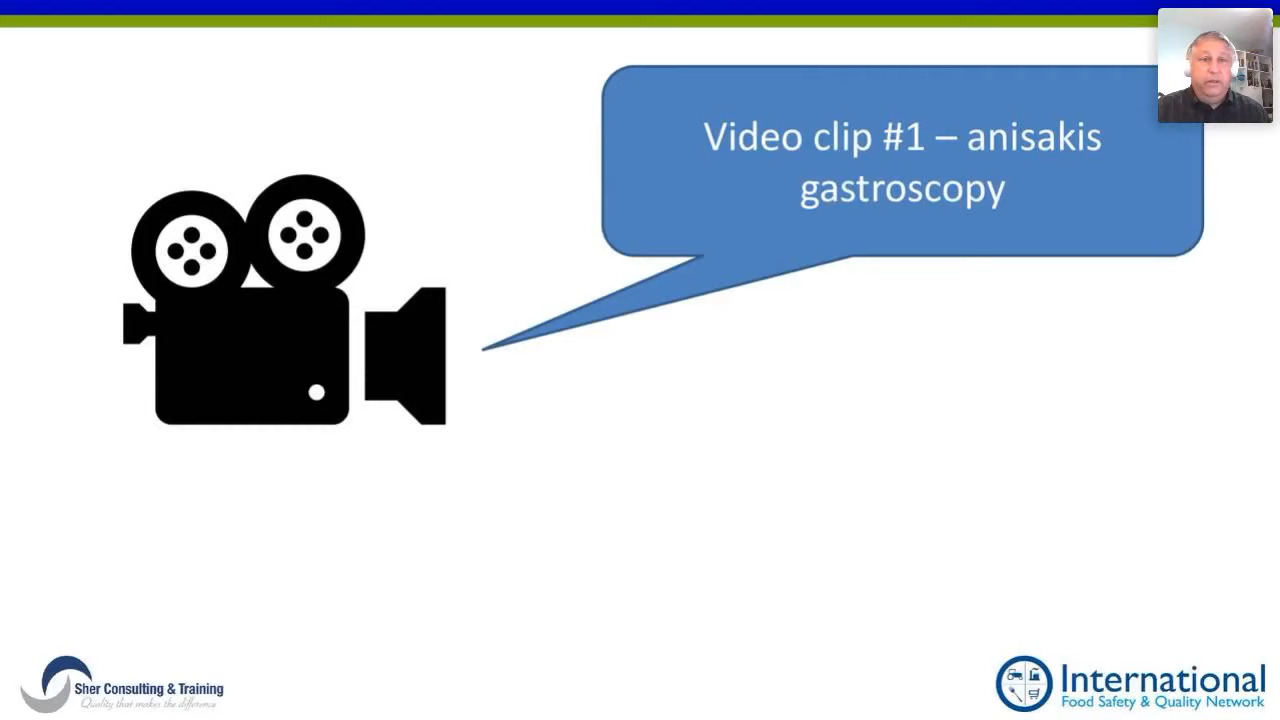 Video clip #1 – anisakis
gastroscopy
Sher Consulting & Training
Quality that makes the difference
International
Food Safety & Quality Network